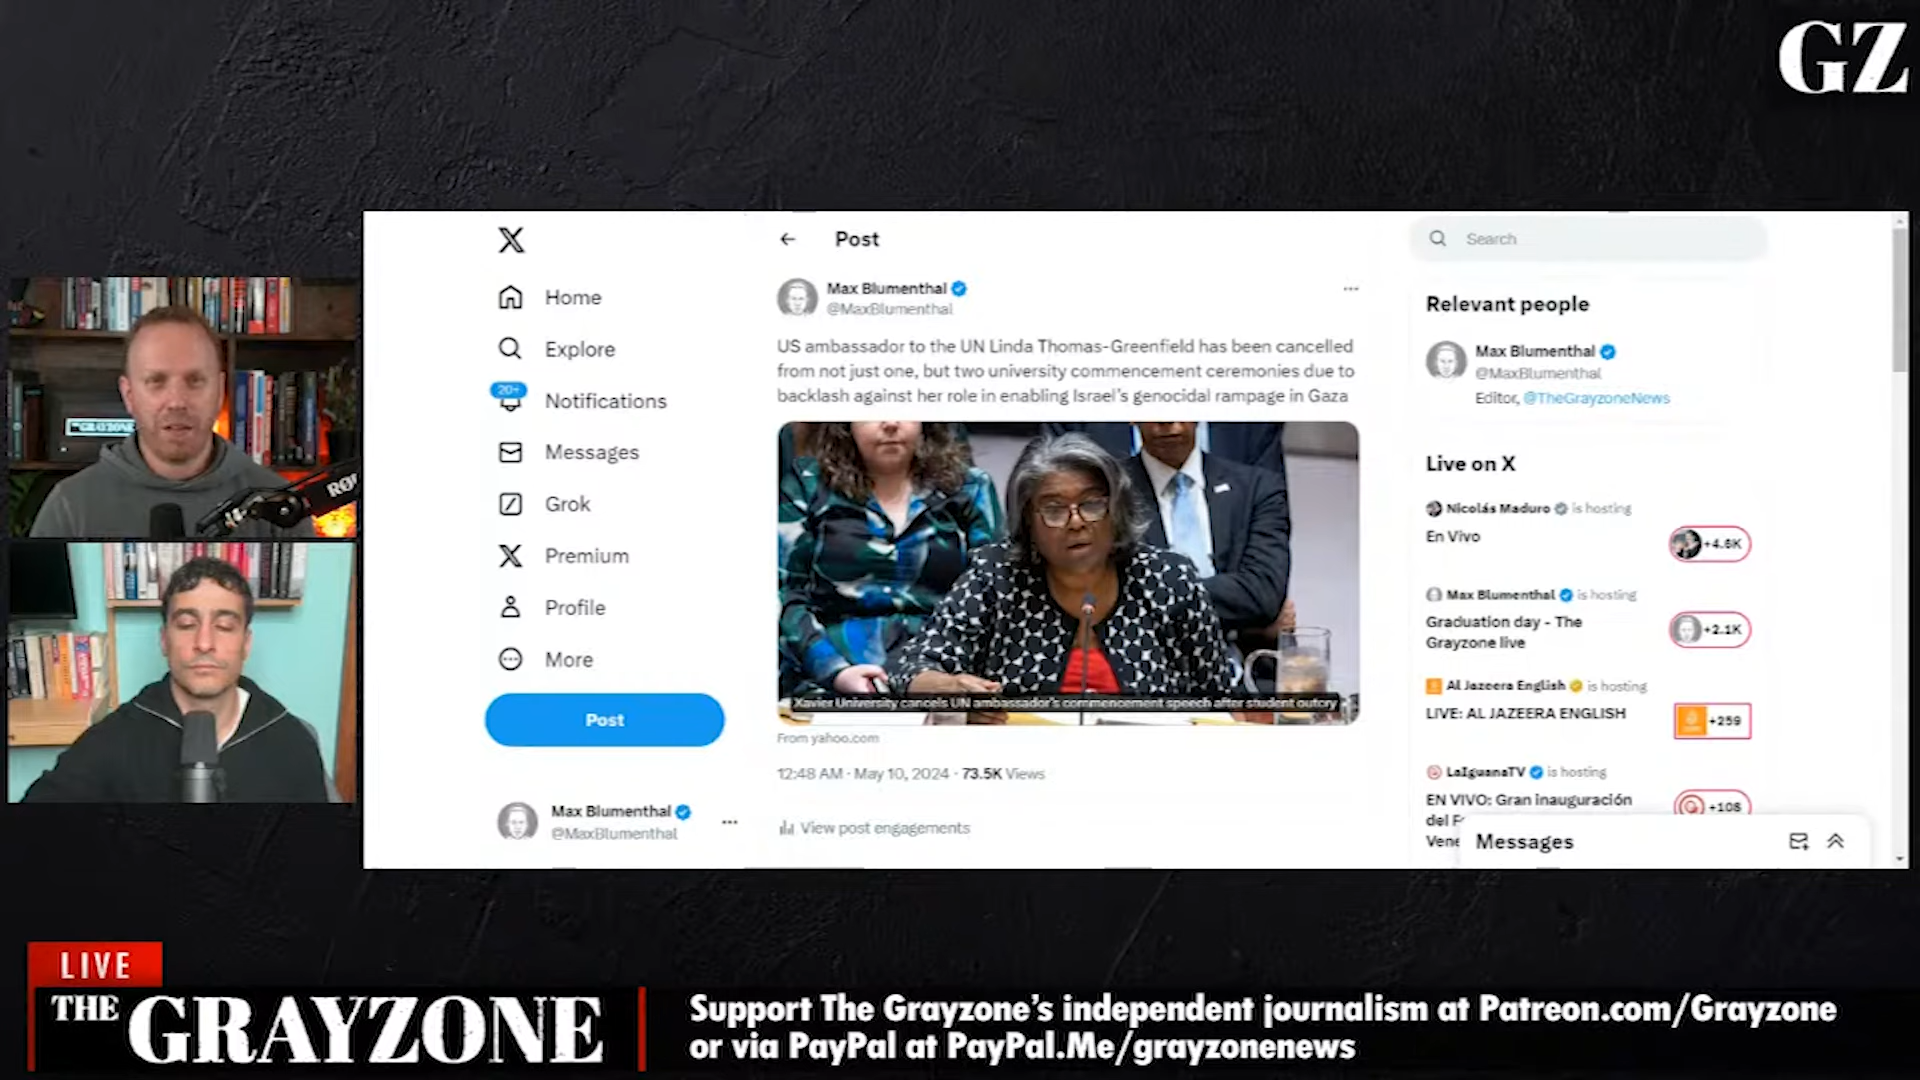 GZ
Home
Explore
20+
Notifications
Messages
Grok
Premium
Profile
More
Post
Max Blumenthal
@MaxBlumenthal
Post
Max Blumenthal
@MaxBlumenthal
US ambassador to the UN Linda Thomas-Greenfield has been cancelled
from not just one, but two university commencement ceremonies due to
backlash against her role in enabling Israel's genocidal rampage in Gaza
Xavier University cancels UN ambassador's commencement speech after student outcry
From yahoo.com
12:48 AM · May 10, 2024 · 73.5K Views
View post engagements
Search
Relevant people
Max Blumenthal
@MaxBlumenthal
Editor, @TheGrayzoneNews
Live on X
Nicolás Maduro is hosting
En Vivo
+4.6K
Max Blumenthal is hosting
Graduation day - The
Grayzone live
+2.1K
Al Jazeera English is hosting
LIVE: AL JAZEERA ENGLISH
+259
LaIguanaTV is hosting
EN VIVO: Gran inauguración
del
+108
Messages
LIVE
THE GRAYZONE
Support The Grayzone's independent journalism at Patreon.com/Grayzone
or via PayPal at PayPal.Me/grayzonenews